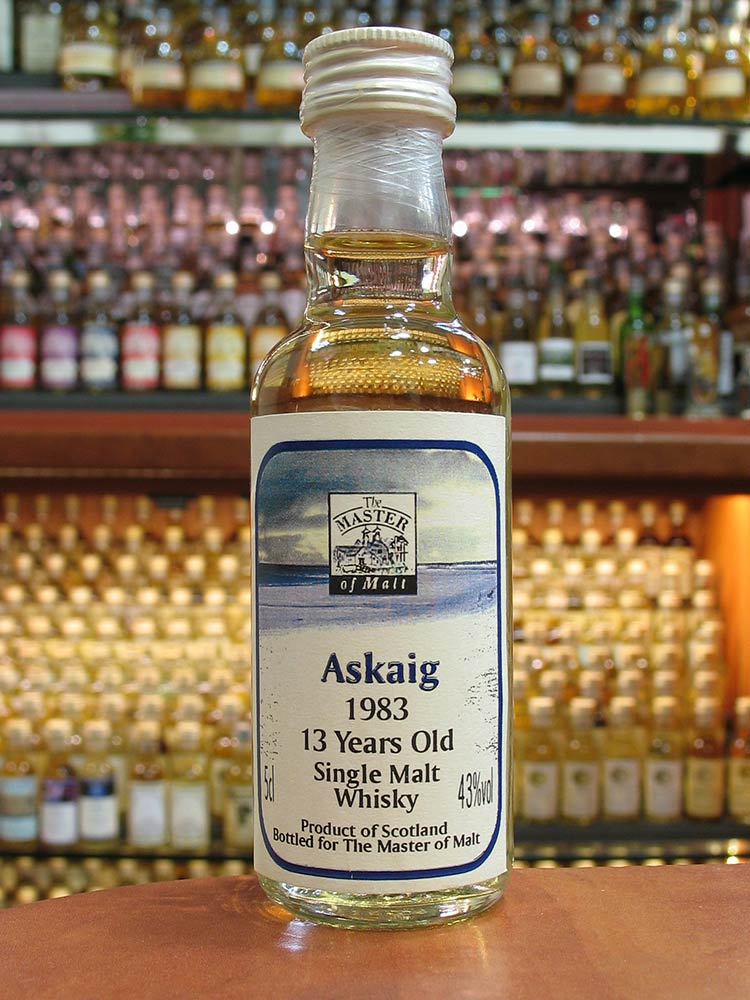 The
MASTER
of Malt
Askaig
1983
13 Years Old
Single Malt
Whisky
5cl
43%vol
Product of Scotland
Bottled for The Master of Malt